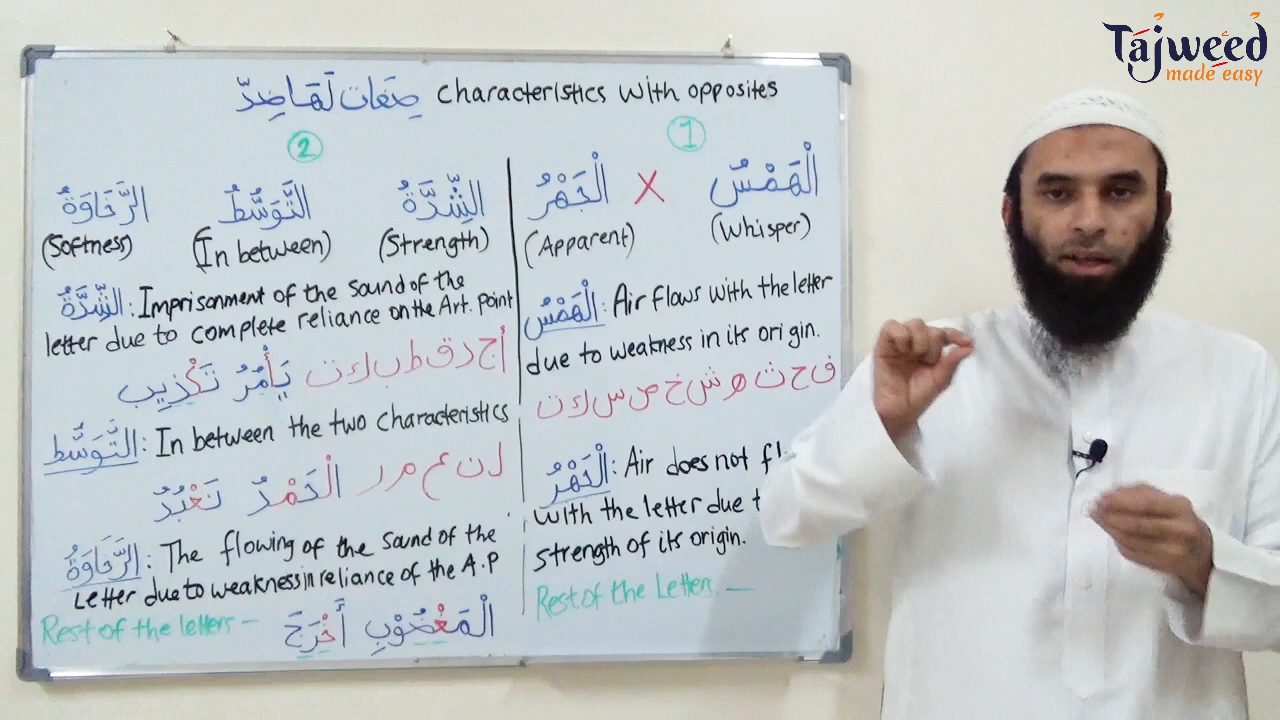 Tajweed
made easy
صِفَات لَهَا ضِدّ characteristics with opposites
1
الْهَمْسُ X الْجَهْرُ
(Whisper)
(Apparent)
الْهَمْسُ: Air flows with the letter
due to weakness in its origin.
ف ح ث ه ش خ ص س ك ت
الْجَهْرُ: Air does not fl
with the letter due t
strength of its origin.
Rest of the Letters —
2
الشِّدَّةُ التَّوَسُّطُ الرَّخَاوَةُ
(Softness) (In between) (Strength)
الشِّدَّةُ: Imprisonment of the sound of the
letter due to complete reliance on the Art. point
أ ج د ق ط ب ك ت يَأْمُرُ تَكْذِيبِ
التَّوَسُّط: In between the two characteristics
ل ن ع م ر الْحَمْدُ نَعْبُدُ
الرَّخَاوَةُ: The flowing of the sound of the
Letter due to weakness in reliance of the A.P
Rest of the letters — الْمَغْضُوْبِ أَخْرَجَ